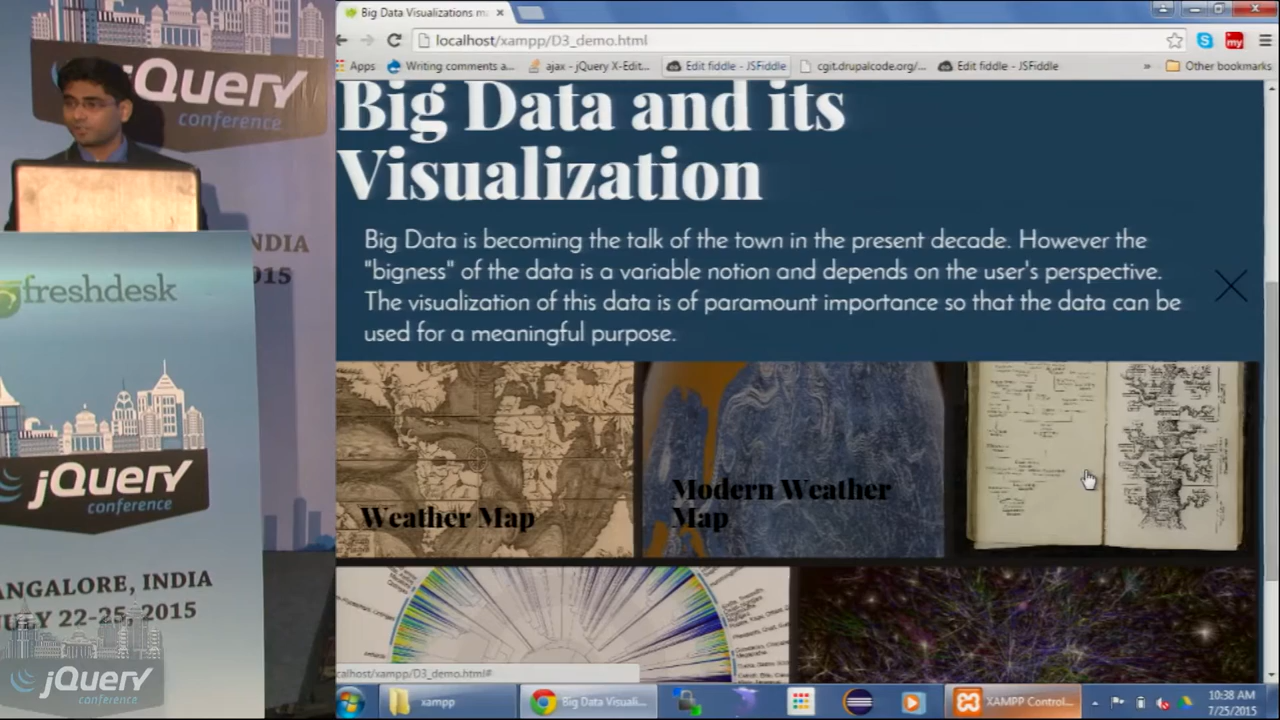 jQuery
conference
NDIA
015
freshdesk
jQuery
conference
ANGALORE, INDIA
ULY 22-25, 2015
jQuery
conference
Big Data Visualizations m
localhost/xampp/D3_demo.html
Apps
Writing comments a...
ajax - jQuery X-Edit...
Edit fiddle - JSFiddle
cgit.drupalcode.org/...
Edit fiddle - JSFiddle
»
Other bookmarks
Big Data and its
Visualization
Big Data is becoming the talk of the town in the present decade. However the
"bigness" of the data is a variable notion and depends on the user's perspective.
The visualization of this data is of paramount importance so that the data can be
used for a meaningful purpose.
Weather Map
Modern Weather
Map
calhost/xampp/D3_demo.html#
xampp
Big Data Visuali...
XAMPP Control...
10:38 AM
7/25/2015